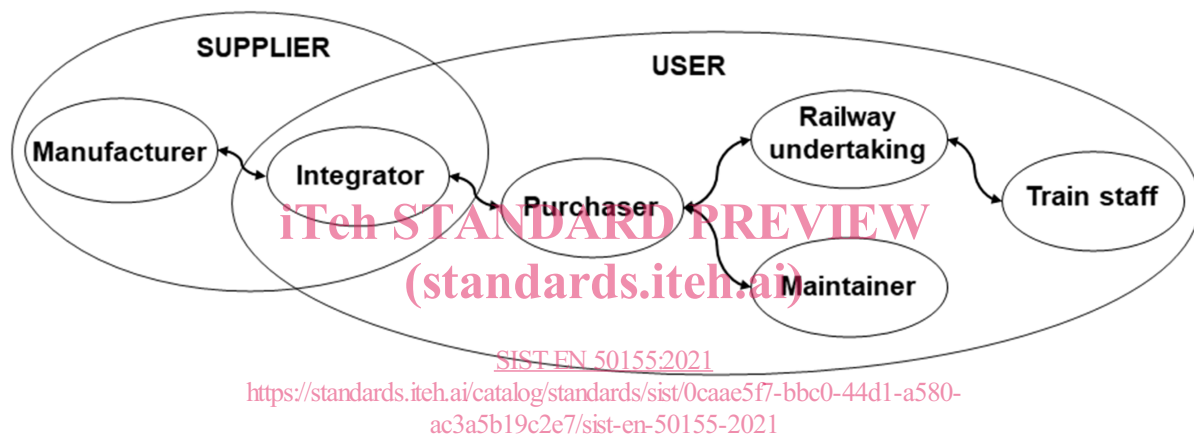 SUPPLIER
USER
Manufacturer
Integrator
Purchaser
Railway
undertaking
Train staff
Maintainer
iTeh STANDARD PREVIEW
(standards.iteh.ai)
SIST EN 50155:2021
https://standards.iteh.ai/catalog/standards/sist/0caae5f7-bbc0-44d1-a580-
ac3a5b19c2e7/sist-en-50155-2021